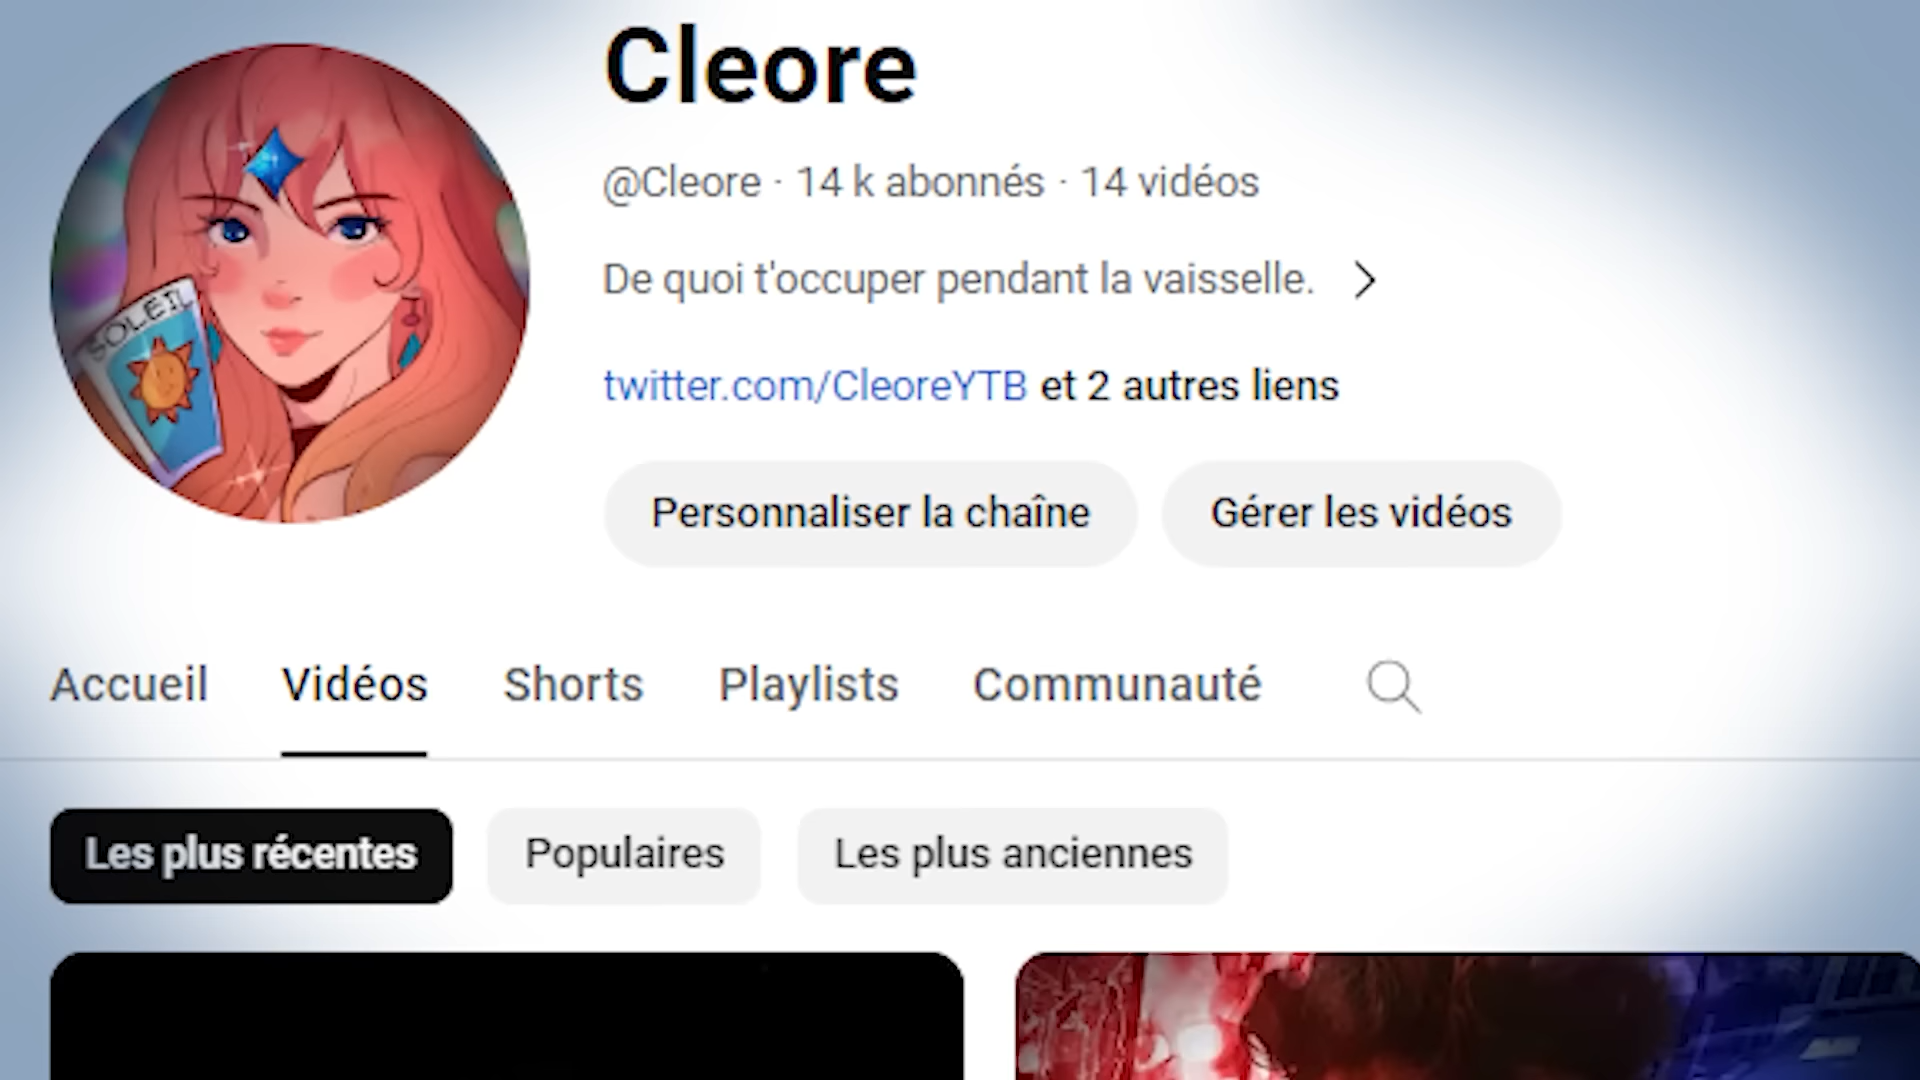 Cleore
@Cleore · 14 k abonnés · 14 vidéos
De quoi t'occuper pendant la vaisselle.
twitter.com/CleoreYTB et 2 autres liens
SOLEIL
Personnaliser la chaîne Gérer les vidéos
Accueil Vidéos Shorts Playlists Communauté
Les plus récentes Populaires Les plus anciennes